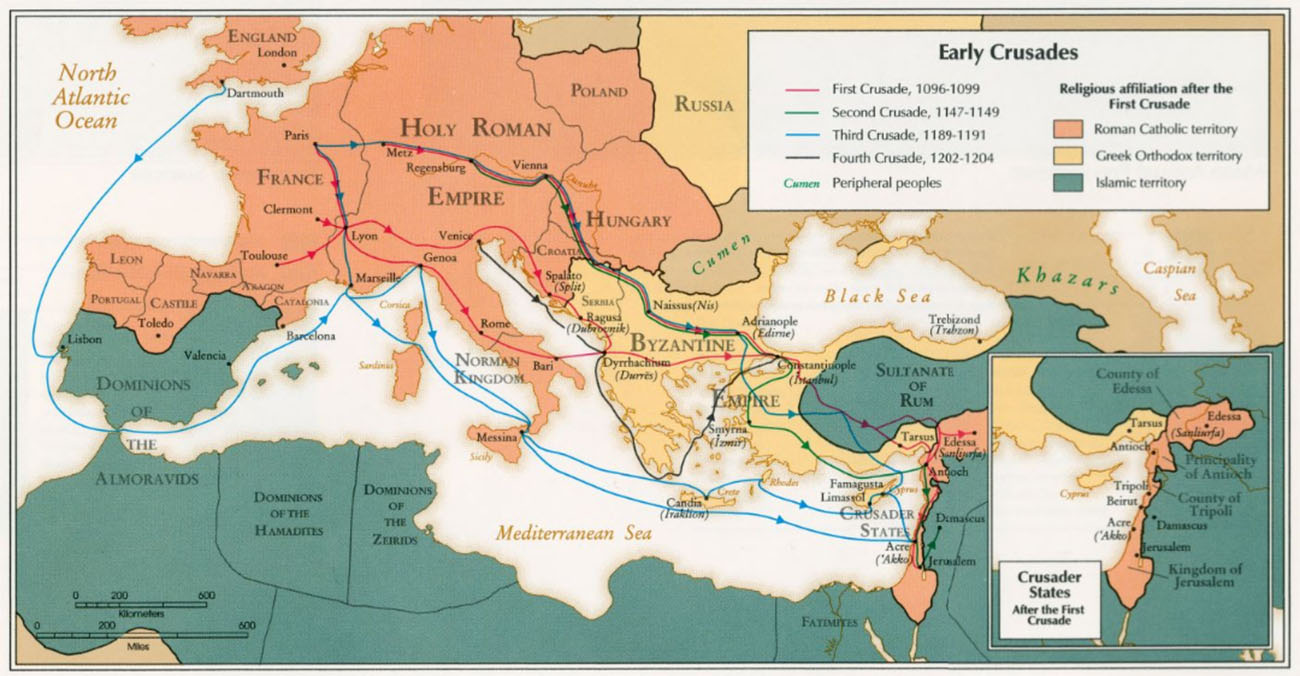 Early Crusades
First Crusade, 1096-1099
Second Crusade, 1147-1149
Third Crusade, 1189-1191
Fourth Crusade, 1202-1204
Cumen Peripheral peoples
Religious affiliation after the
First Crusade
Roman Catholic territory
Greek Orthodox territory
Islamic territory
North
Atlantic
Ocean
ENGLAND
London
Dartmouth
Paris
Metz
HOLY ROMAN
EMPIRE
Regensburg
Vienna
Danube
POLAND
RUSSIA
FRANCE
Clermont
Lyon
Toulouse
Marseille
Genoa
Venice
HUNGARY
CROATIA
Cumen
Khazars
Caspian
Sea
Black Sea
LEON
NAVARRA
ARAGON
PORTUGAL
CASTILE
CATALONIA
Toledo
Barcelona
Lisbon
Valencia
Corsica
Sardinia
Spalato
(Split)
SERBIA
Ragusa
(Dubrovnik)
Naissus(Nis)
Adrianople
(Edirne)
Trebizond
(Trabzon)
Rome
NORMAN
KINGDOM
Bari
Dyrrhachium
(Durrës)
BYZANTINE
EMPIRE
Constantinople
(Istanbul)
SULTANATE
OF
RUM
DOMINIONS
OF
THE
ALMORAVIDS
Messina
Sicily
Smyrna
(Izmir)
Tarsus
Edessa
(Sanliurfa)
Antioch
Rhodes
Crete
Candia
(Iraklion)
Famagusta
Limassol
Cyprus
CRUSADER
STATES
Damascus
Acre
('Akko)
Jerusalem
DOMINIONS
OF THE
HAMADITES
DOMINIONS
OF
THE
ZEIRIDS
Mediterranean Sea
FATIMITES
0 200 600
Kilometers
0 200 600
Miles
County of
Edessa
Tarsus
Edessa
(Sanliurfa)
Antioch
Principality
of Antioch
Cyprus
Tripoli
Beirut
County of
Tripoli
Acre
('Akko)
Damascus
Jerusalem
Kingdom of
Jerusalem
Crusader
States
After the First
Crusade